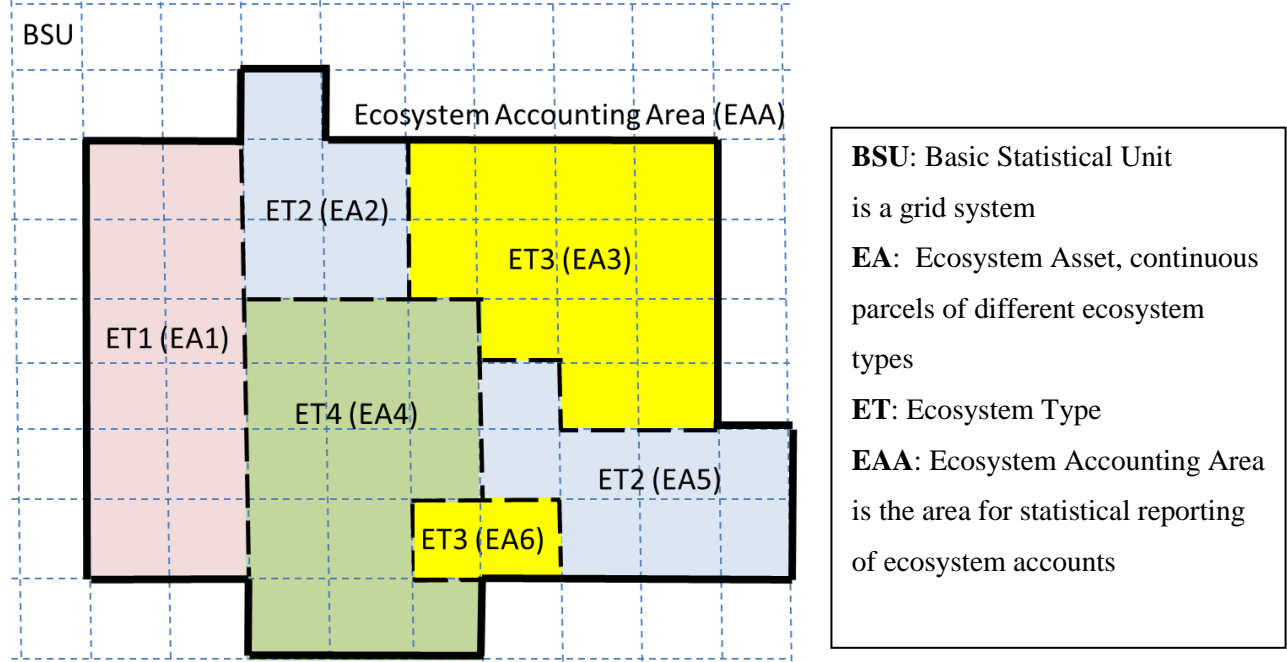 BSU
Ecosystem Accounting Area (EAA)
ET2 (EA2)
ET3 (EA3)
ET1 (EA1)
ET4 (EA4)
ET2 (EA5)
ET3 (EA6)
BSU: Basic Statistical Unit
is a grid system
EA: Ecosystem Asset, continuous
parcels of different ecosystem
types
ET: Ecosystem Type
EAA: Ecosystem Accounting Area
is the area for statistical reporting
of ecosystem accounts